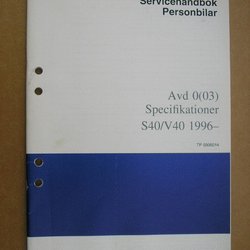 Servicehandbok
Personbilar
Avd 0(03)
Specifikationer
S40/V40 1996–